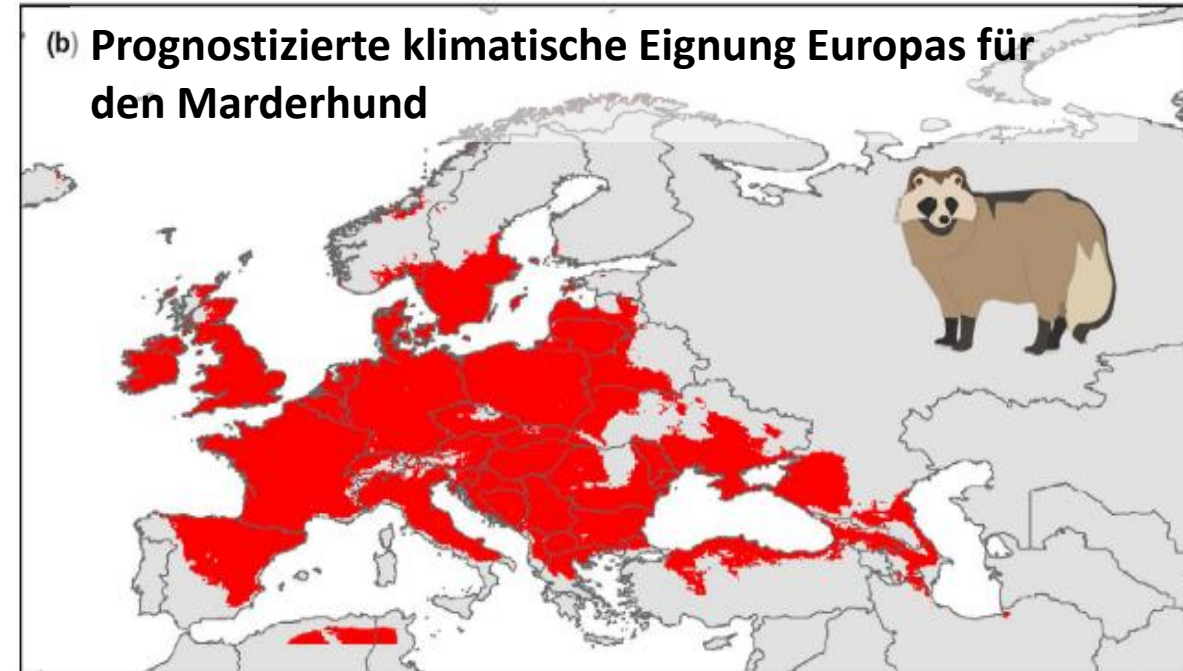 (b) Prognostizierte klimatische Eignung Europas für
den Marderhund